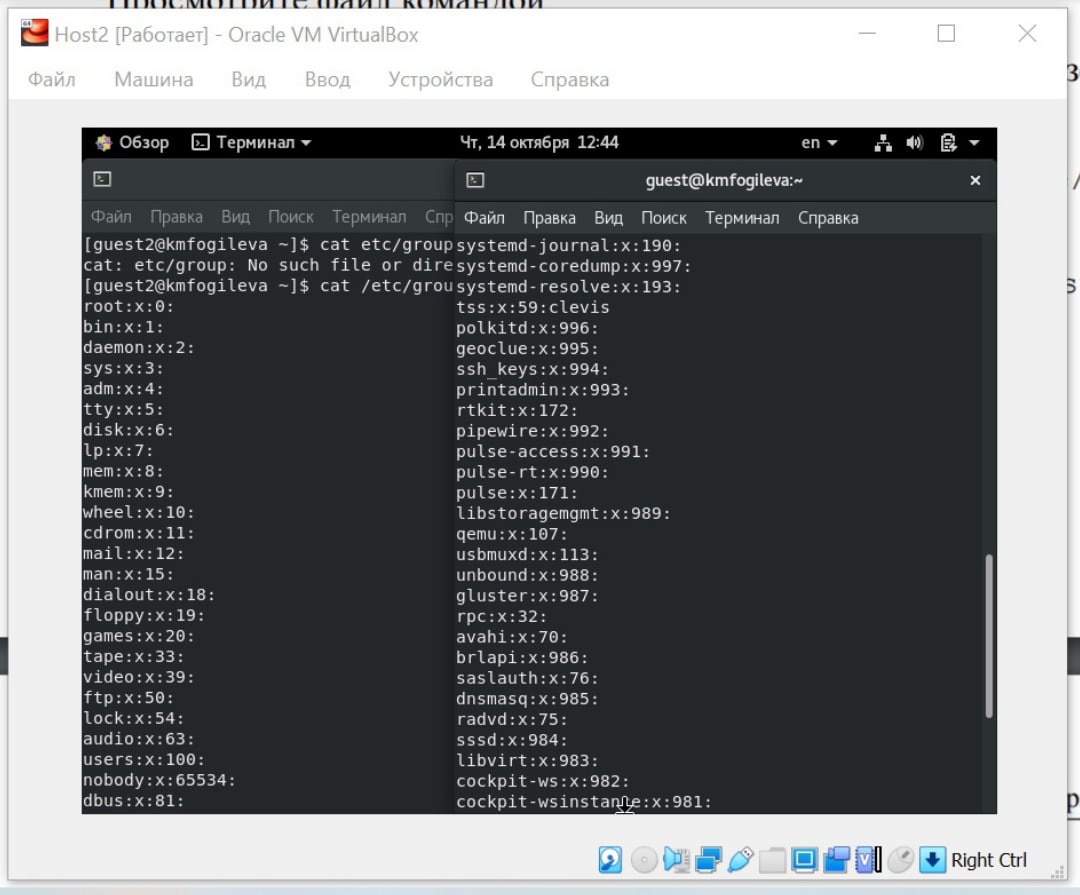 Просмотрите файл командой
Host2 [Работает] - Oracle VM VirtualBox
Файл Машина Вид Ввод Устройства Справка
Обзор Терминал Чт, 14 октября 12:44 en
Файл Правка Вид Поиск Терминал Спр
[guest2@kmfogileva ~]$ cat etc/group
cat: etc/group: No such file or dire
[guest2@kmfogileva ~]$ cat /etc/grou
root:x:0:
bin:x:1:
daemon:x:2:
sys:x:3:
adm:x:4:
tty:x:5:
disk:x:6:
lp:x:7:
mem:x:8:
kmem:x:9:
wheel:x:10:
cdrom:x:11:
mail:x:12:
man:x:15:
dialout:x:18:
floppy:x:19:
games:x:20:
tape:x:33:
video:x:39:
ftp:x:50:
lock:x:54:
audio:x:63:
users:x:100:
nobody:x:65534:
dbus:x:81:
guest@kmfogileva:~
Файл Правка Вид Поиск Терминал Справка
systemd-journal:x:190:
systemd-coredump:x:997:
systemd-resolve:x:193:
tss:x:59:clevis
polkitd:x:996:
geoclue:x:995:
ssh_keys:x:994:
printadmin:x:993:
rtkit:x:172:
pipewire:x:992:
pulse-access:x:991:
pulse-rt:x:990:
pulse:x:171:
libstoragemgmt:x:989:
qemu:x:107:
usbmuxd:x:113:
unbound:x:988:
gluster:x:987:
rpc:x:32:
avahi:x:70:
brlapi:x:986:
saslauth:x:76:
dnsmasq:x:985:
radvd:x:75:
sssd:x:984:
libvirt:x:983:
cockpit-ws:x:982:
cockpit-wsinstance:x:981:
Right Ctrl